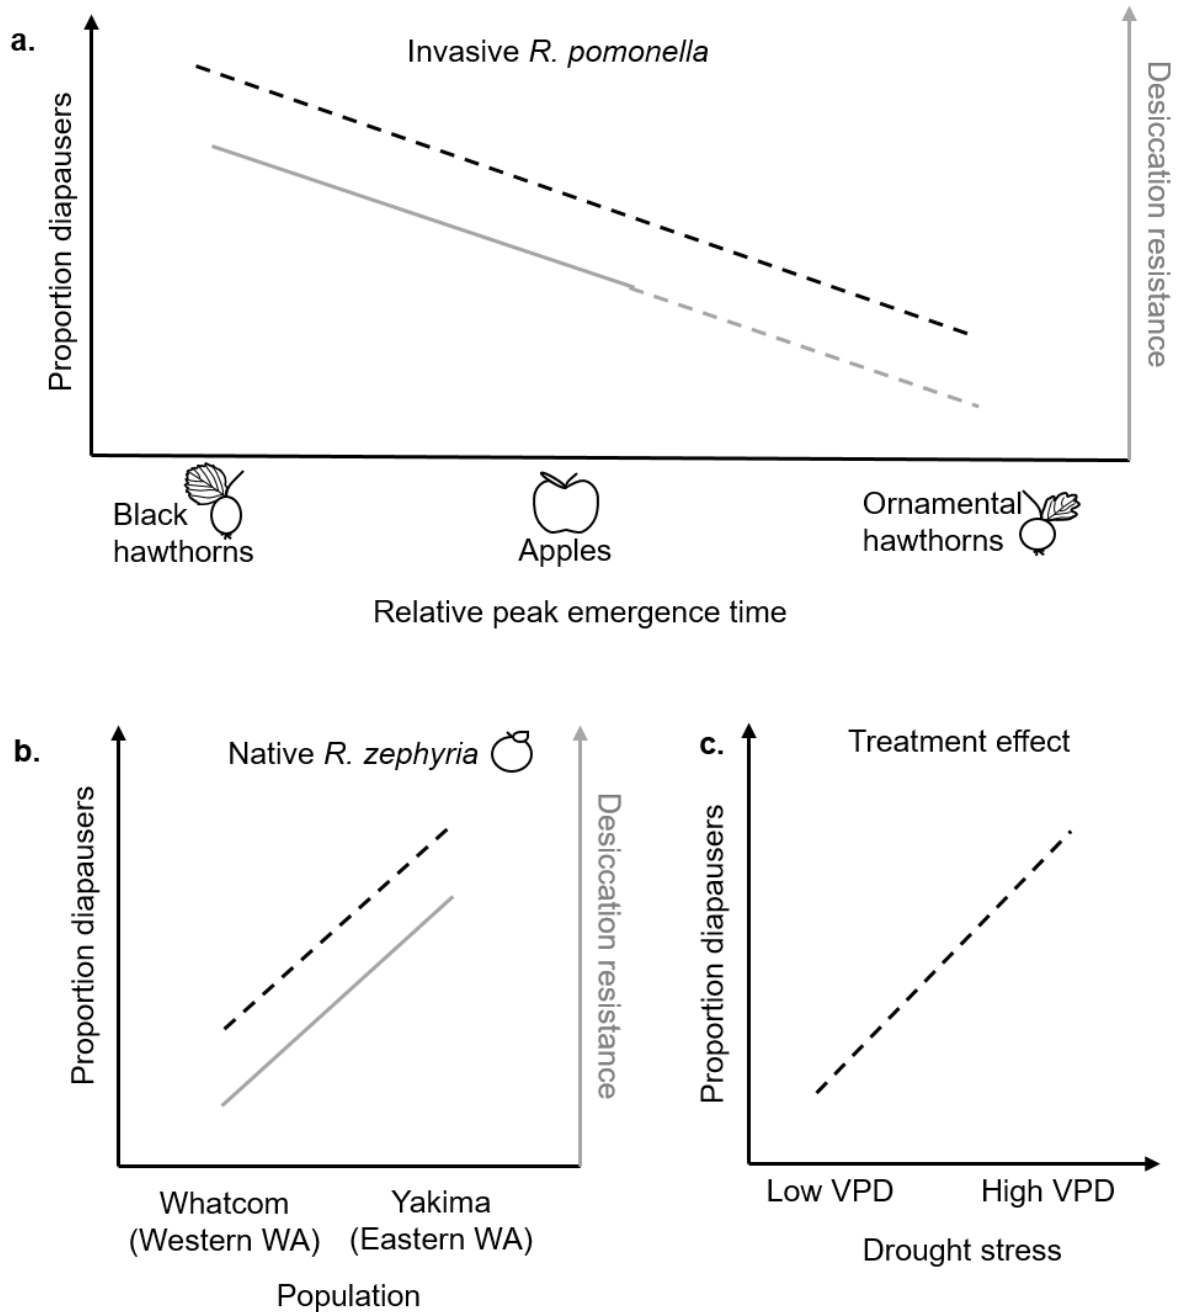 a.
Invasive R. pomonella
Proportion diapausers
Desiccation resistance
Black
hawthorns
Apples
Ornamental
hawthorns
Relative peak emergence time
b.
Native R. zephyria
Proportion diapausers
Desiccation resistance
Whatcom
(Western WA)
Yakima
(Eastern WA)
Population
c.
Treatment effect
Proportion diapausers
Low VPD
High VPD
Drought stress